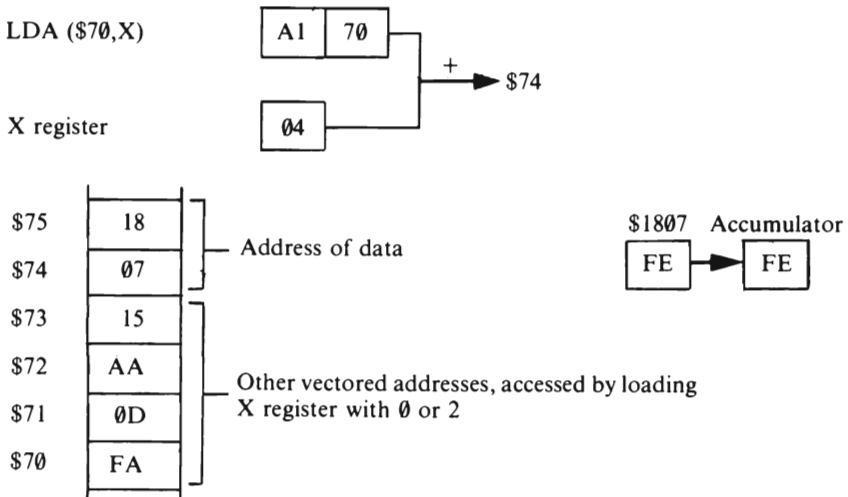 LDA ($7Ø,X)
A1 7Ø
+
$74
X register
Ø4
$75 18
Address of data
$74 Ø7
$73 15
$72 AA
Other vectored addresses, accessed by loading
X register with Ø or 2
$71 ØD
$7Ø FA
$18Ø7 Accumulator
FE FE